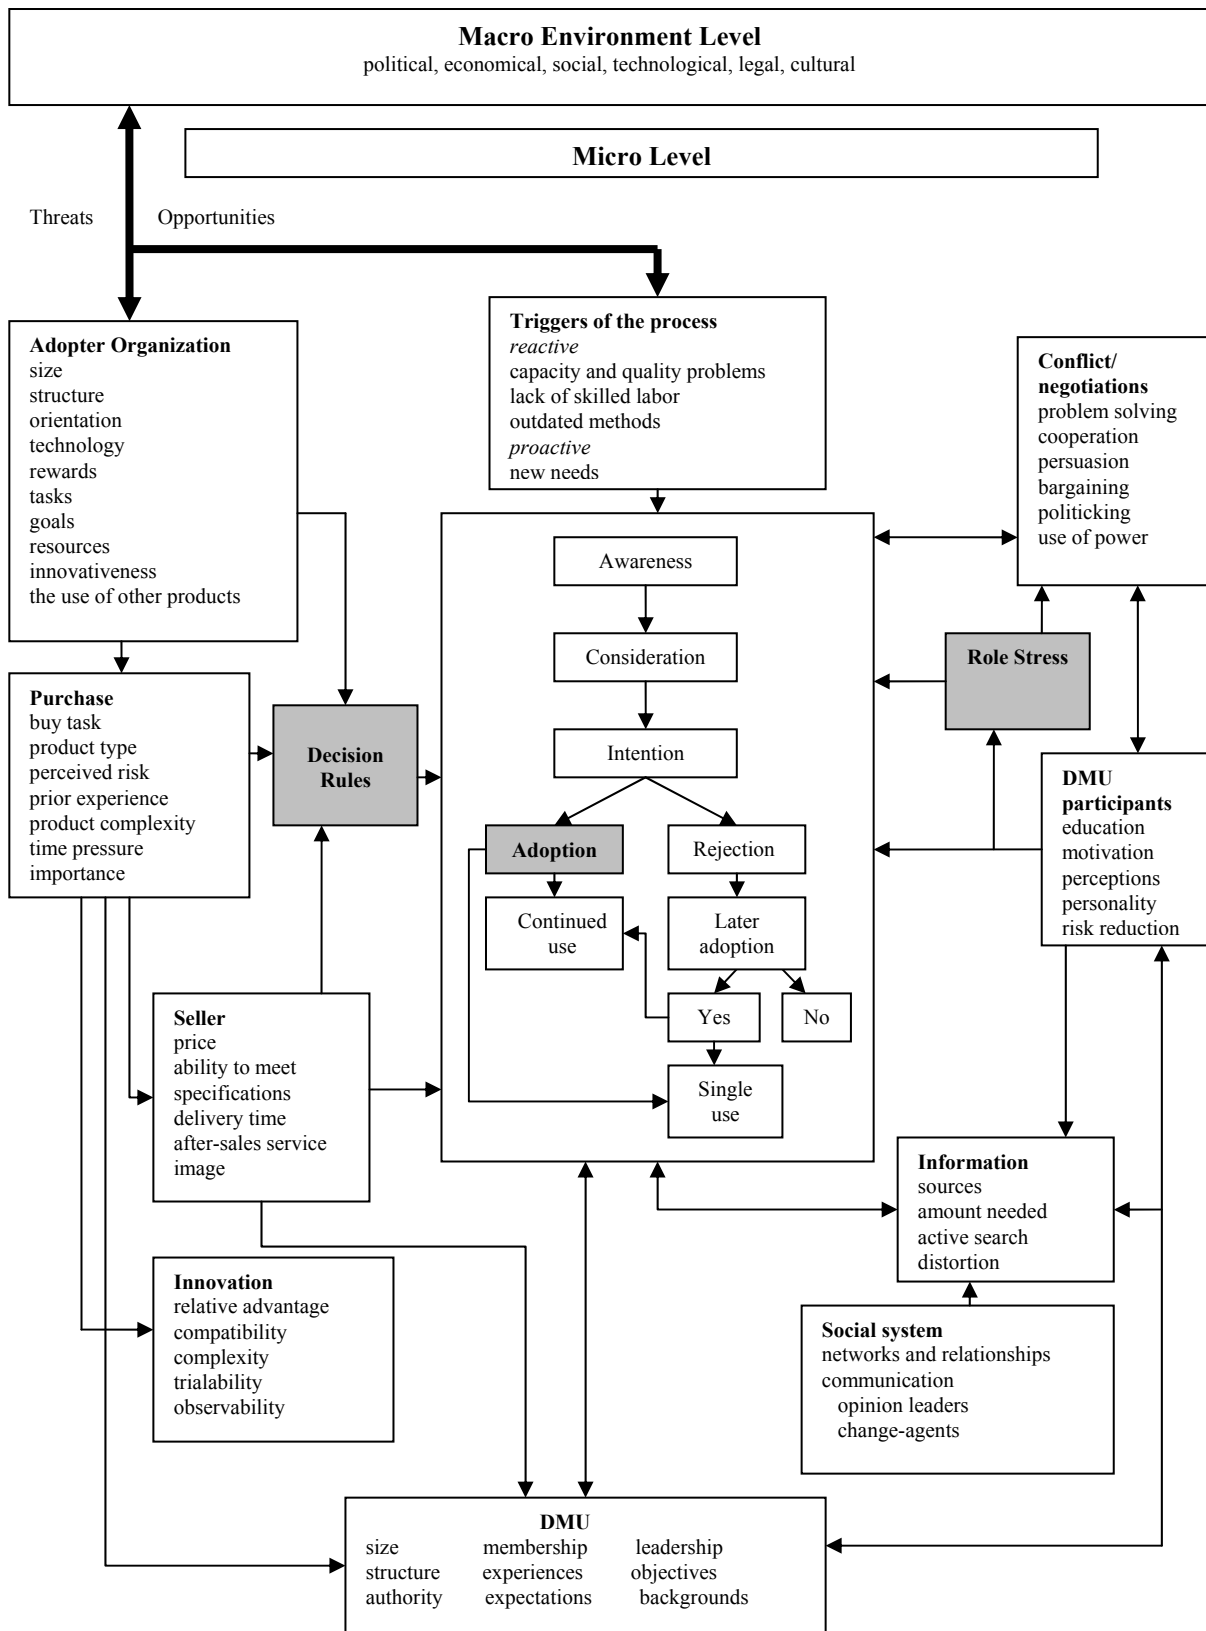 Macro Environment Level
political, economical, social, technological, legal, cultural
Micro Level
Threats
Opportunities
Adopter Organization
size
structure
orientation
technology
rewards
tasks
goals
resources
innovativeness
the use of other products
Triggers of the process
reactive
capacity and quality problems
lack of skilled labor
outdated methods
proactive
new needs
Conflict/
negotiations
problem solving
cooperation
persuasion
bargaining
politicking
use of power
Awareness
Consideration
Intention
Adoption
Rejection
Continued
use
Later
adoption
Yes
No
Single
use
Role Stress
Purchase
buy task
product type
perceived risk
prior experience
product complexity
time pressure
importance
Decision
Rules
DMU
participants
education
motivation
perceptions
personality
risk reduction
Seller
price
ability to meet
specifications
delivery time
after-sales service
image
Information
sources
amount needed
active search
distortion
Innovation
relative advantage
compatibility
complexity
trialability
observability
Social system
networks and relationships
communication
opinion leaders
change-agents
DMU
size membership leadership
structure experiences objectives
authority expectations backgrounds